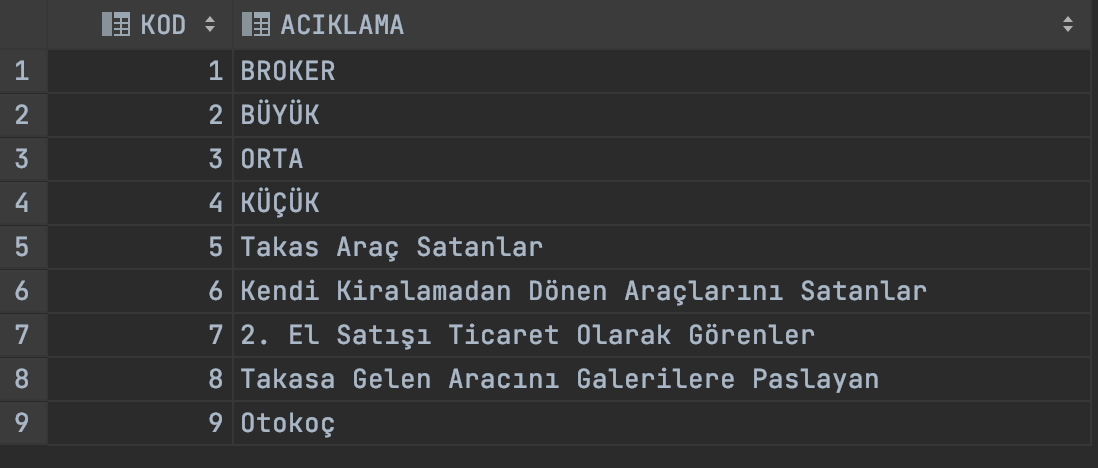 KOD ACIKLAMA
1 1 BROKER
2 2 BÜYÜK
3 3 ORTA
4 4 KÜÇÜK
5 5 Takas Araç Satanlar
6 6 Kendi Kiralamadan Dönen Araçlarını Satanlar
7 7 2. El Satışı Ticaret Olarak Görenler
8 8 Takasa Gelen Aracını Galerilere Paslayan
9 9 Otokoç